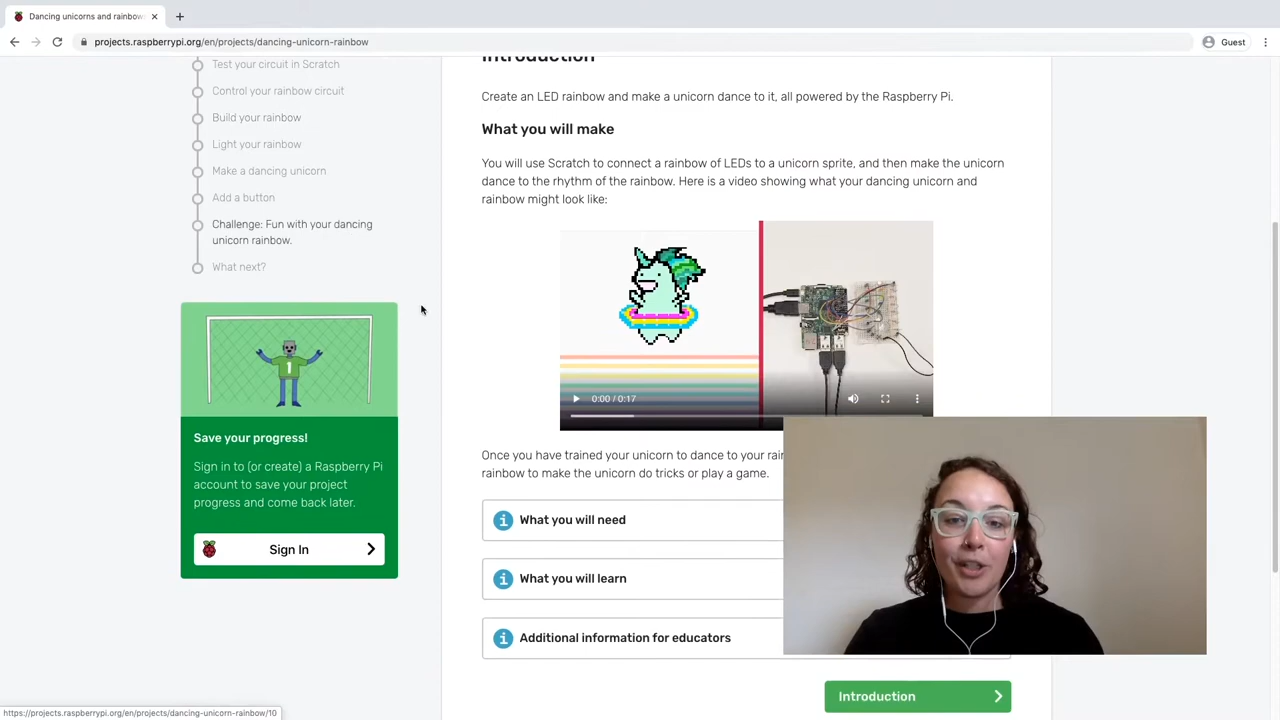 Dancing unicorns and rainbow
projects.raspberrypi.org/en/projects/dancing-unicorn-rainbow
Guest
Test your circuit in Scratch
Control your rainbow circuit
Build your rainbow
Light your rainbow
Make a dancing unicorn
Add a button
Challenge: Fun with your dancing
unicorn rainbow.
What next?
1
Save your progress!
Sign in to (or create) a Raspberry Pi
account to save your project
progress and come back later.
Sign In
Introduction
Create an LED rainbow and make a unicorn dance to it, all powered by the Raspberry Pi.
What you will make
You will use Scratch to connect a rainbow of LEDs to a unicorn sprite, and then make the unicorn
dance to the rhythm of the rainbow. Here is a video showing what your dancing unicorn and
rainbow might look like:
0:00 / 0:17
Once you have trained your unicorn to dance to your
rainbow to make the unicorn do tricks or play a game.
What you will need
What you will learn
Additional information for educators
Introduction
https://projects.raspberrypi.org/en/projects/dancing-unicorn-rainbow/10